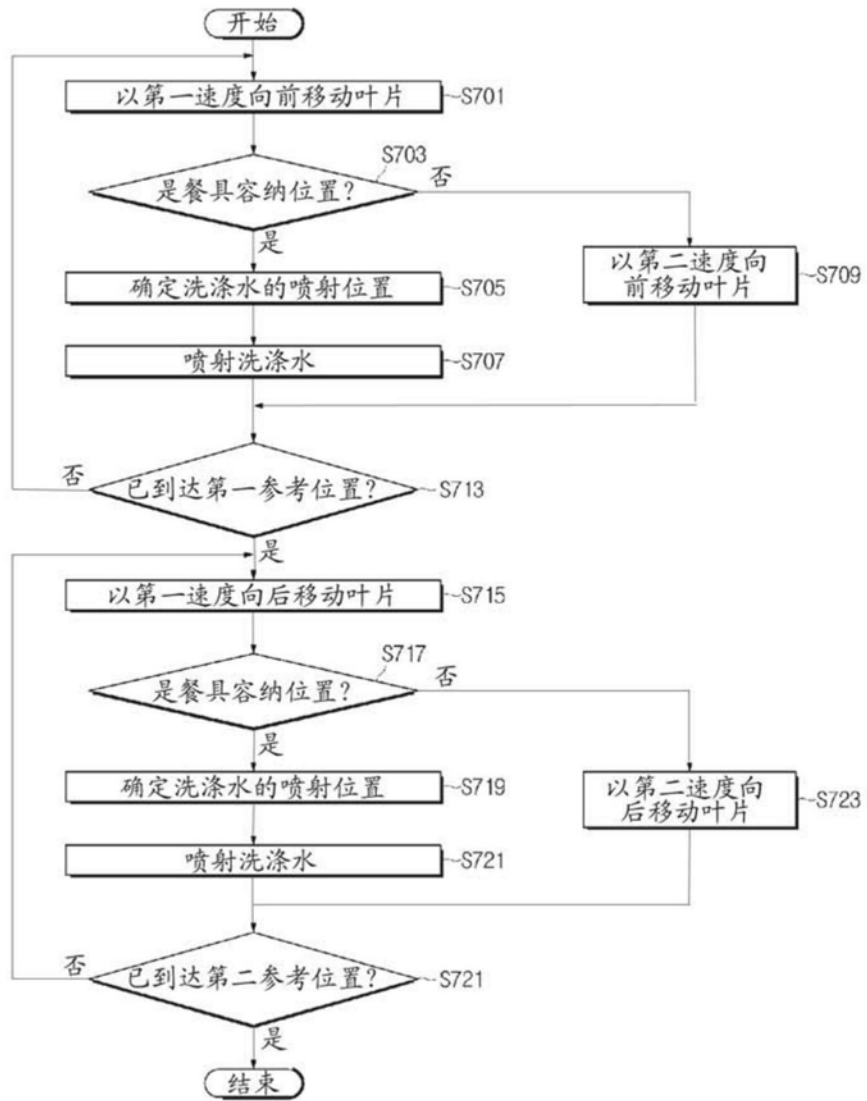 开始
以第一速度向前移动叶片
S701
S703
是餐具容纳位置?
否
是
确定洗涤水的喷射位置
S705
以第二速度向
前移动叶片
S709
喷射洗涤水
S707
否
已到达第一参考位置?
S713
是
以第一速度向后移动叶片
S715
S717
是餐具容纳位置?
否
是
确定洗涤水的喷射位置
S719
以第二速度向
后移动叶片
S723
喷射洗涤水
S721
否
已到达第二参考位置?
S721
是
结束